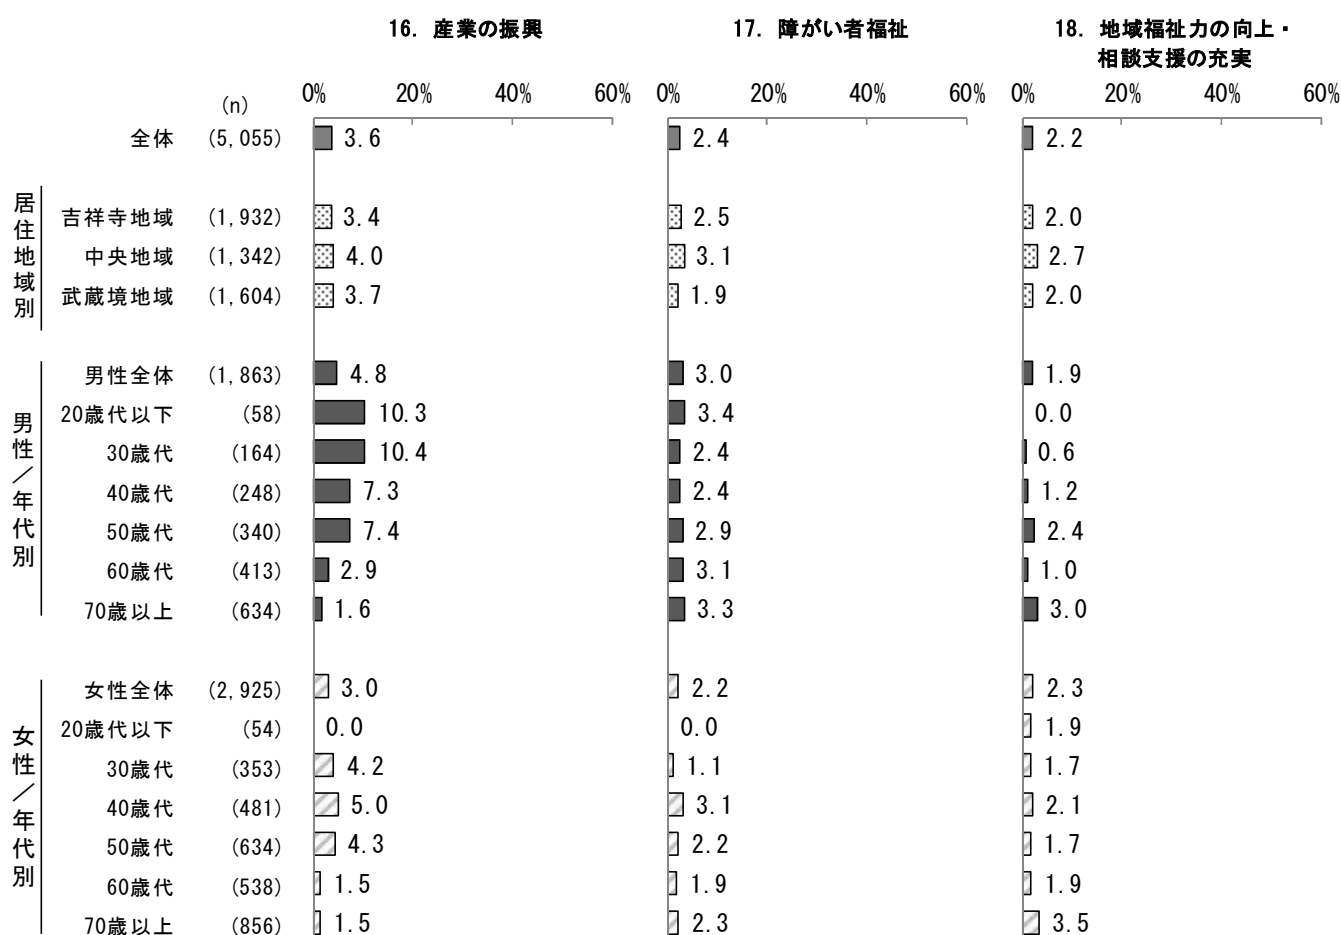 16. 産業の振興 17. 障がい者福祉 18. 地域福祉力の向上・
相談支援の充実
(n) 0% 20% 40% 60% 0% 20% 40% 60% 0% 20% 40% 60%
全体 (5,055) 3.6 2.4 2.2
居住地域別
吉祥寺地域 (1,932) 3.4 2.5 2.0
中央地域 (1,342) 4.0 3.1 2.7
武蔵境地域 (1,604) 3.7 1.9 2.0
男性／年代別
男性全体 (1,863) 4.8 3.0 1.9
20歳代以下 (58) 10.3 3.4 0.0
30歳代 (164) 10.4 2.4 0.6
40歳代 (248) 7.3 2.4 1.2
50歳代 (340) 7.4 2.9 2.4
60歳代 (413) 2.9 3.1 1.0
70歳以上 (634) 1.6 3.3 3.0
女性／年代別
女性全体 (2,925) 3.0 2.2 2.3
20歳代以下 (54) 0.0 0.0 1.9
30歳代 (353) 4.2 1.1 1.7
40歳代 (481) 5.0 3.1 2.1
50歳代 (634) 4.3 2.2 1.7
60歳代 (538) 1.5 1.9 1.9
70歳以上 (856) 1.5 2.3 3.5